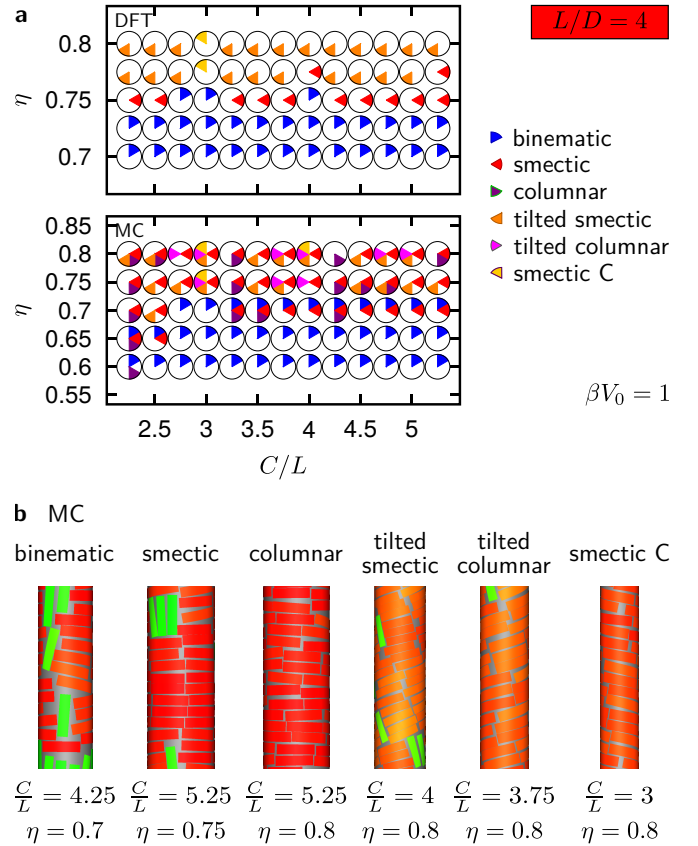 a
DFT
L/D = 4
0.8
0.75
0.7
η
binematic
smectic
columnar
tilted smectic
tilted columnar
smectic C
MC
0.85
0.8
0.75
0.7
0.65
0.6
0.55
η
βV₀ = 1
2.5 3 3.5 4 4.5 5
C/L
b MC
binematic smectic columnar tilted smectic tilted columnar smectic C
C/L = 4.25 C/L = 5.25 C/L = 5.25 C/L = 4 C/L = 3.75 C/L = 3
η = 0.7 η = 0.75 η = 0.8 η = 0.8 η = 0.8 η = 0.8